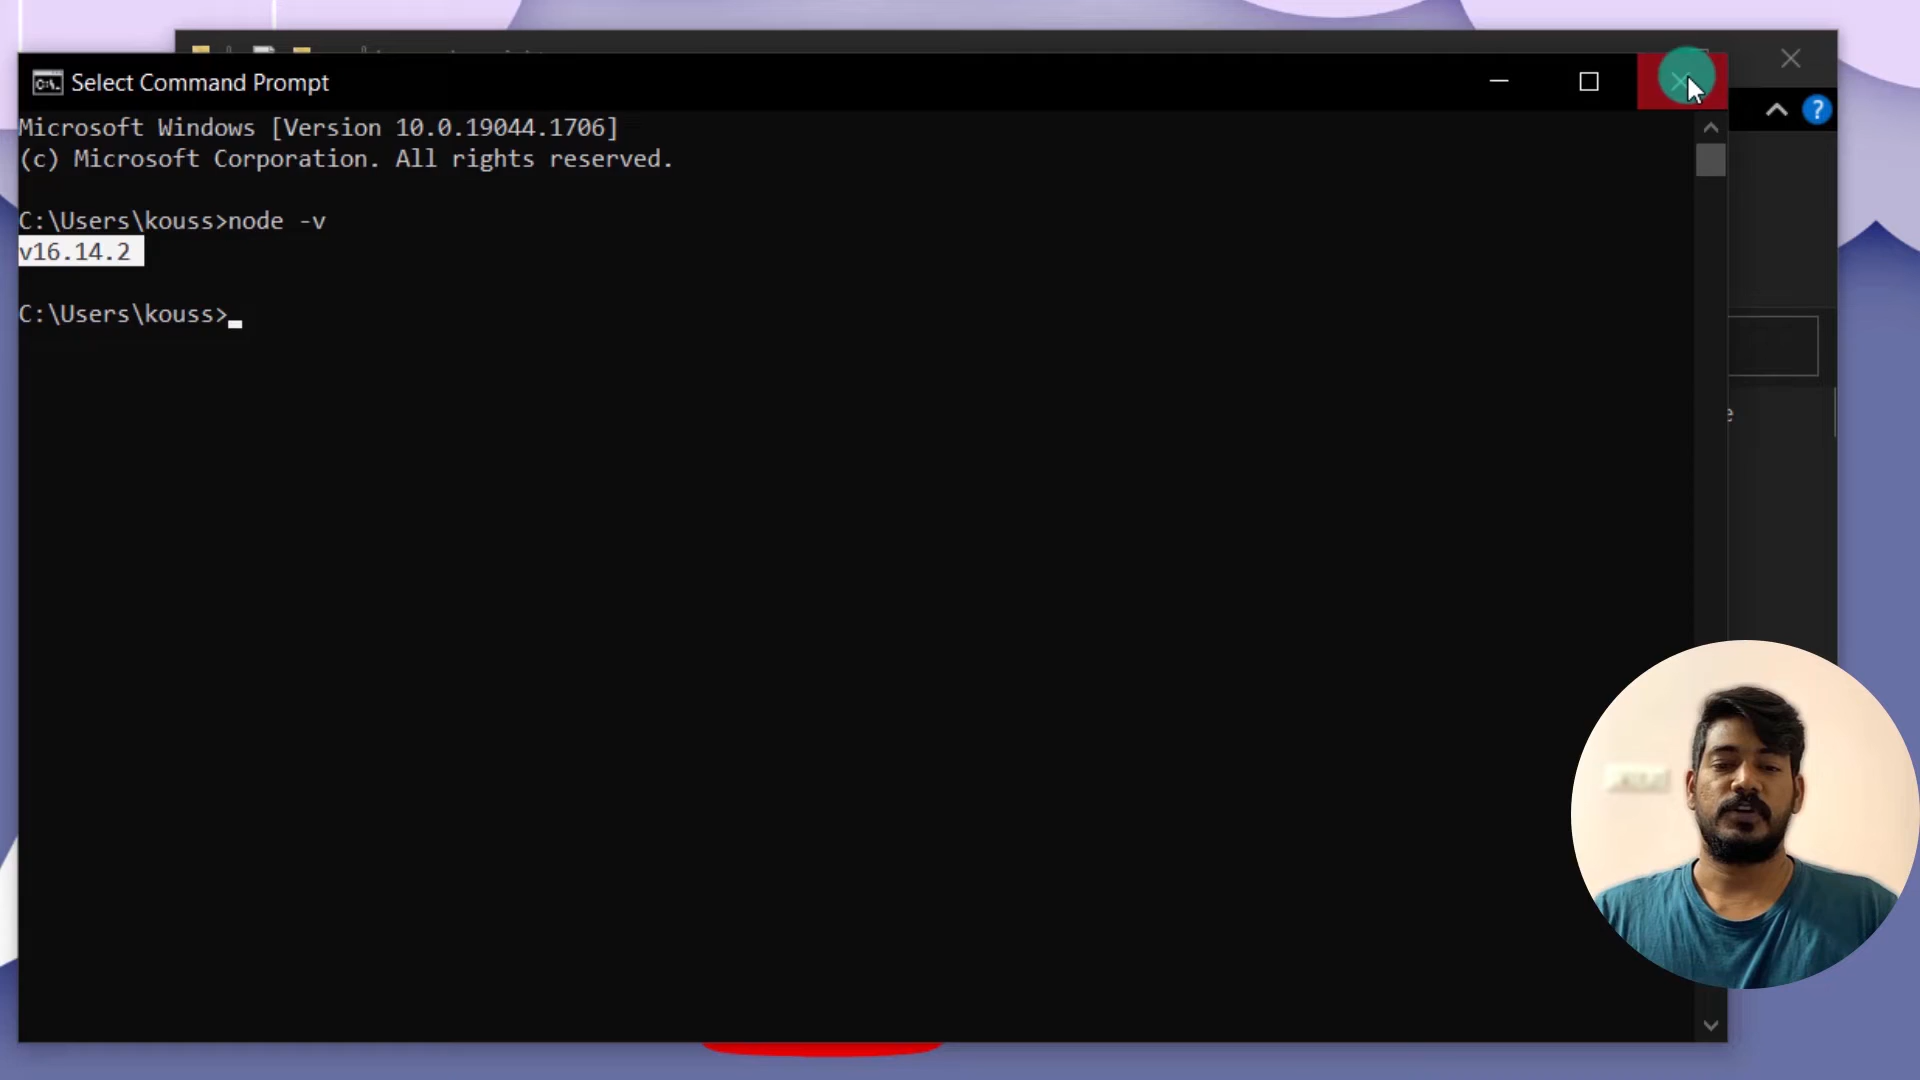 Select Command Prompt
Microsoft Windows [Version 10.0.19044.1706]
(c) Microsoft Corporation. All rights reserved.
C:\Users\kouss>node -v
v16.14.2
C:\Users\kouss>
?
e